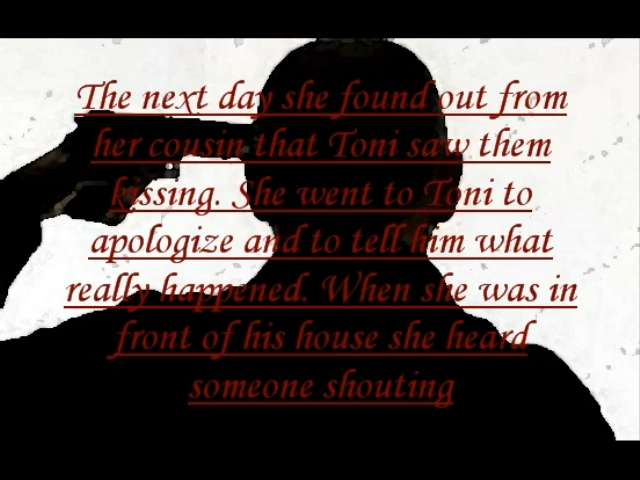 The next day she found out from
her cousin that Toni saw them
kissing. She went to Toni to
apologize and to tell him what
really happened. When she was in
front of his house she heard
someone shouting